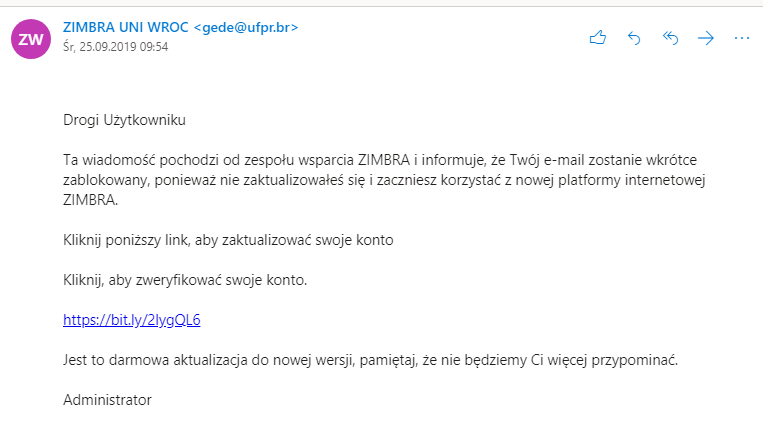 ZW
ZIMBRA UNI WROC <gede@ufpr.br>
Śr, 25.09.2019 09:54
Drogi Użytkowniku
Ta wiadomość pochodzi od zespołu wsparcia ZIMBRA i informuje, że Twój e-mail zostanie wkrótce
zablokowany, ponieważ nie zaktualizowałeś się i zaczniesz korzystać z nowej platformy internetowej
ZIMBRA.
Kliknij poniższy link, aby zaktualizować swoje konto
Kliknij, aby zweryfikować swoje konto.
https://bit.ly/2lygQL6
Jest to darmowa aktualizacja do nowej wersji, pamiętaj, że nie będziemy Ci więcej przypominać.
Administrator